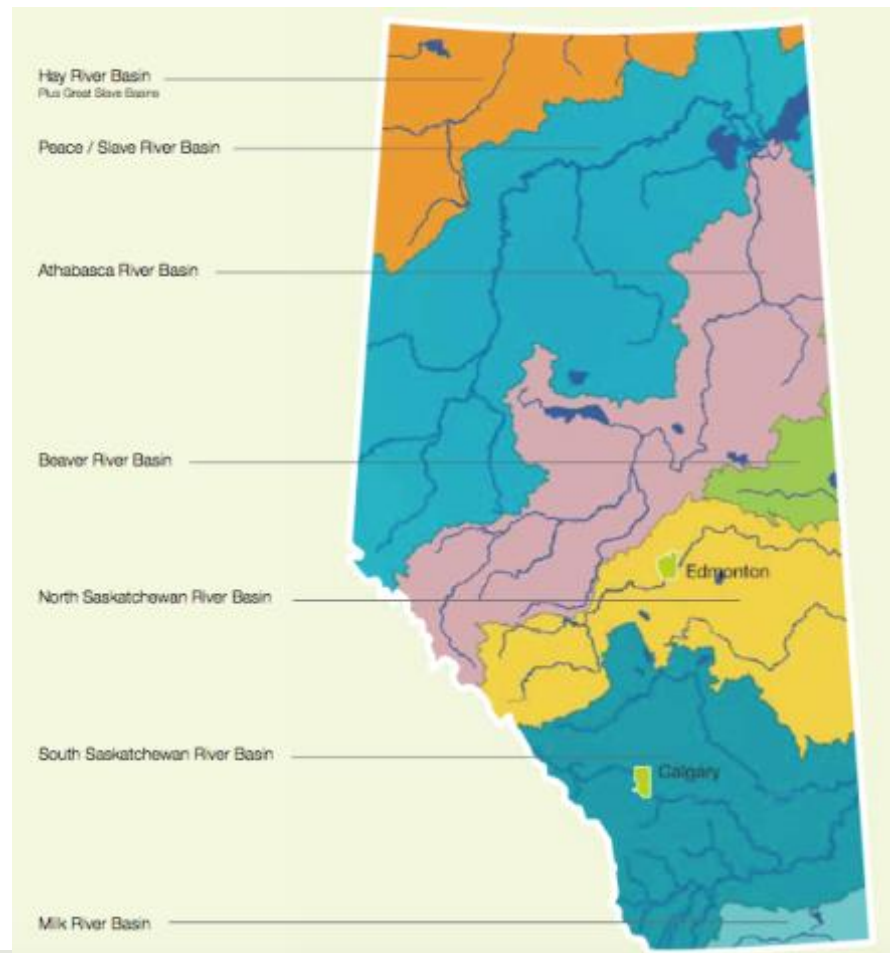 Hay River Basin
Plus Great Slave Basins
Peace / Slave River Basin
Athabasca River Basin
Beaver River Basin
Edmonton
North Saskatchewan River Basin
South Saskatchewan River Basin
Calgary
Milk River Basin